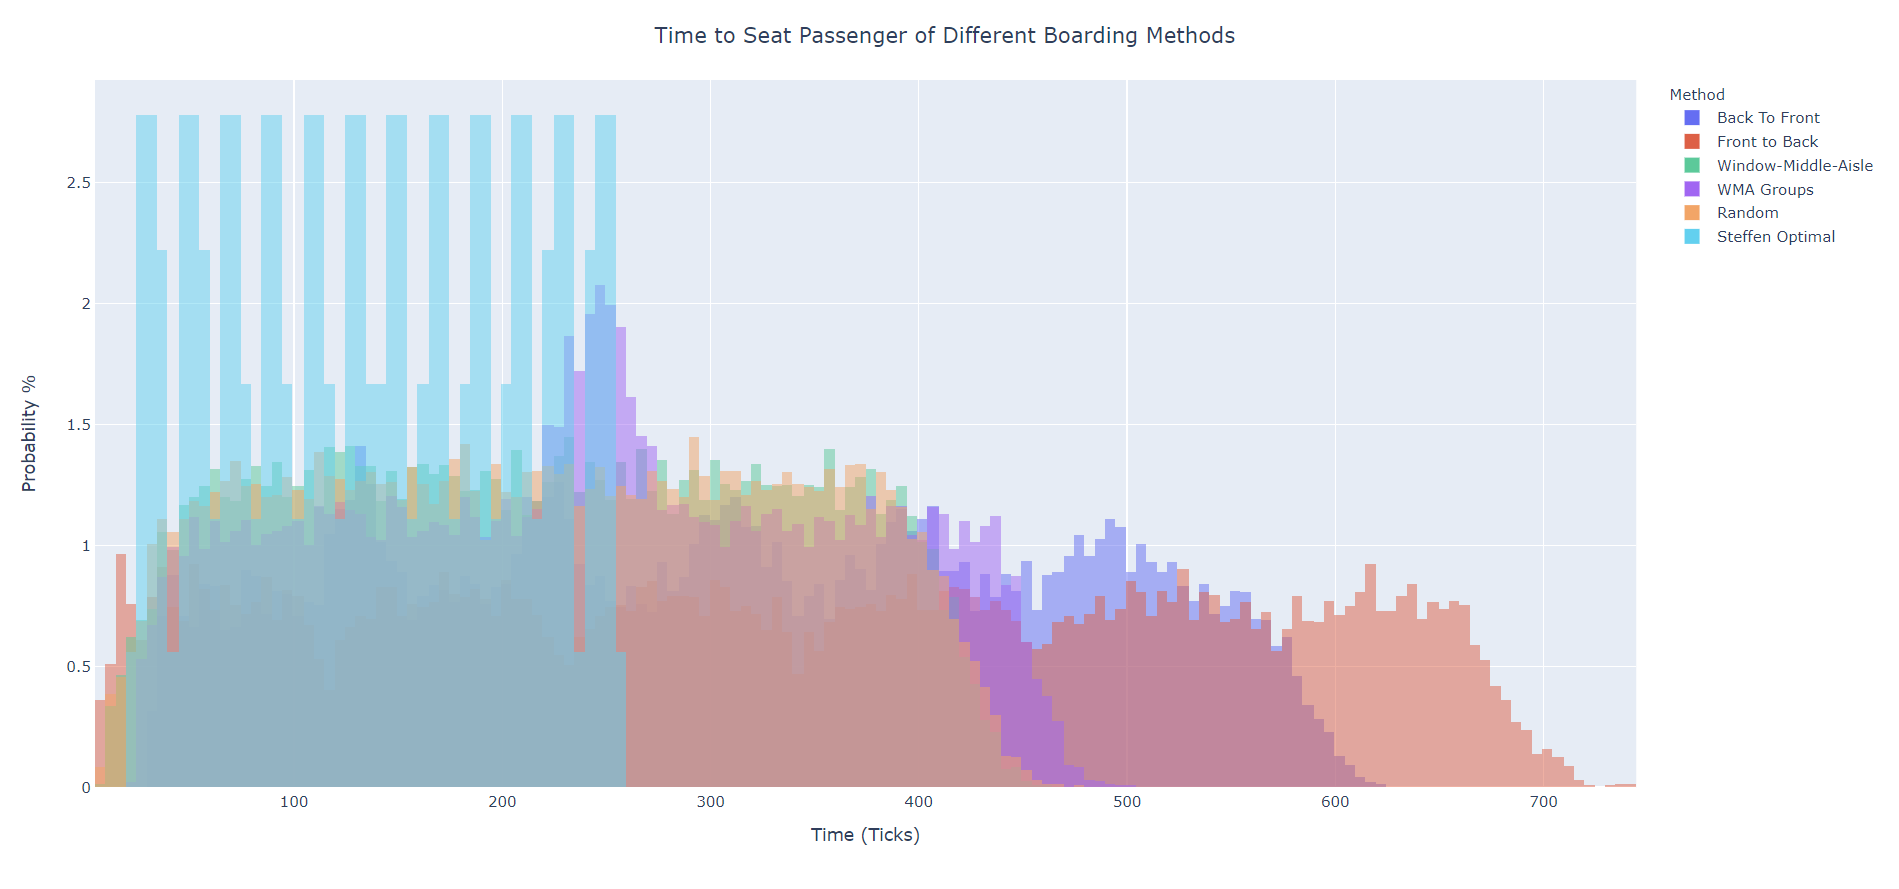 Time to Seat Passenger of Different Boarding Methods
Method
Back To Front
Front to Back
Window-Middle-Aisle
WMA Groups
Random
Steffen Optimal
Probability %
2.5
2
1.5
1
0.5
0
100
200
300
400
500
600
700
Time (Ticks)